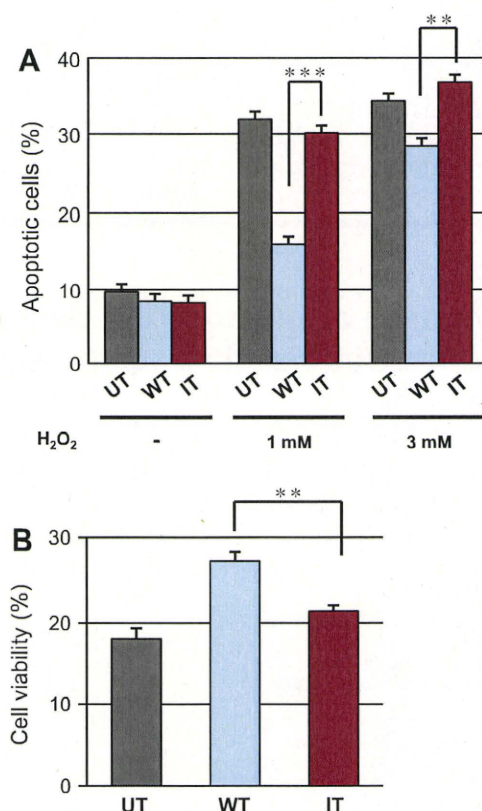 A
Apoptotic cells (%)
40
30
20
10
0
***
**
UT WT IT UT WT IT UT WT IT
H₂O₂ - 1 mM 3 mM
B
Cell viability (%)
30
20
10
0
**
UT WT IT